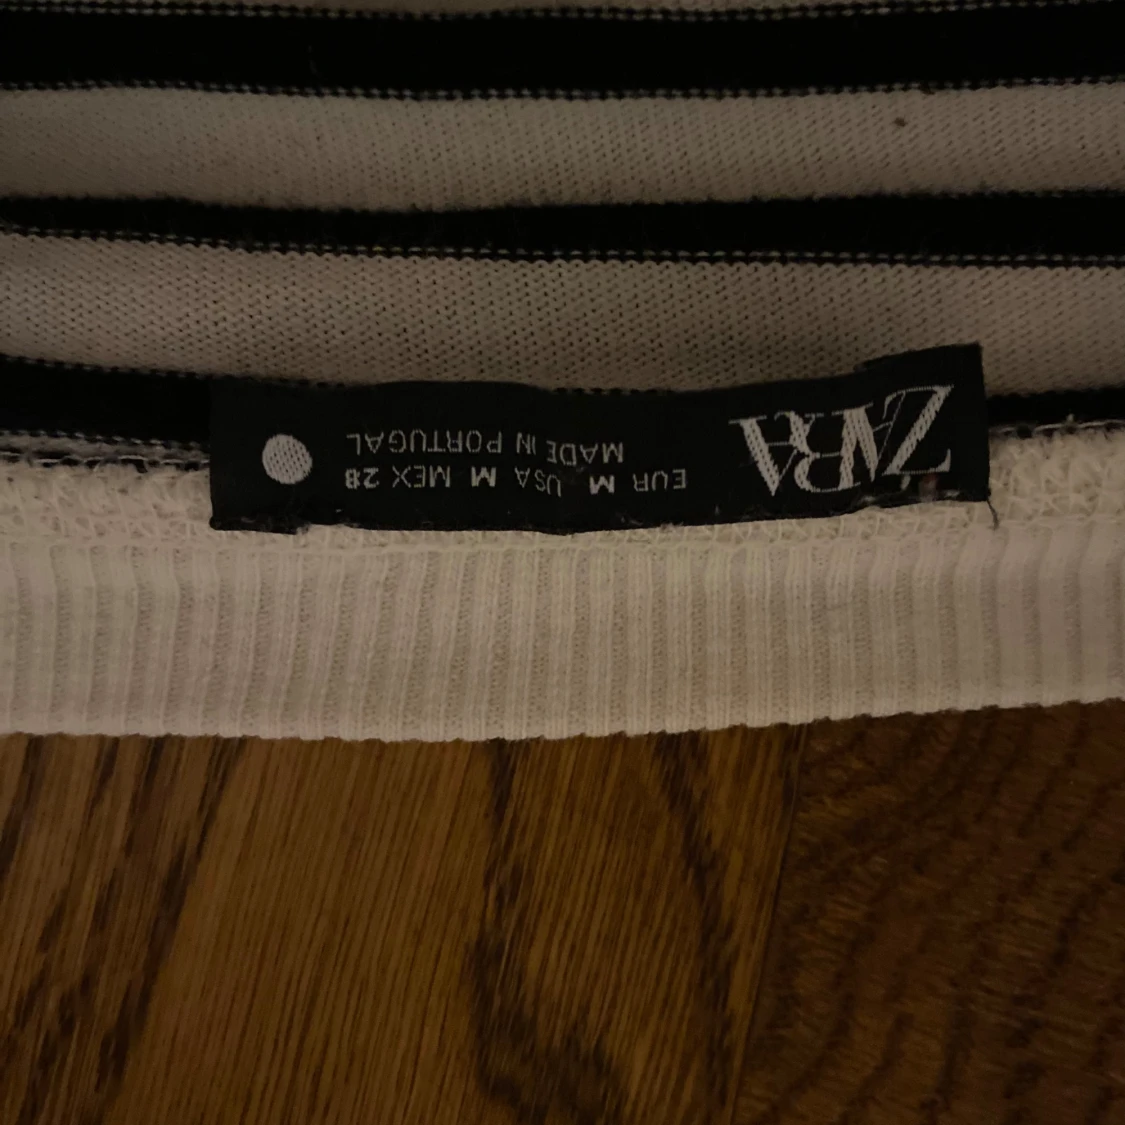 ZARA
EUR M USA M MEX 28
MADE IN PORTUGAL